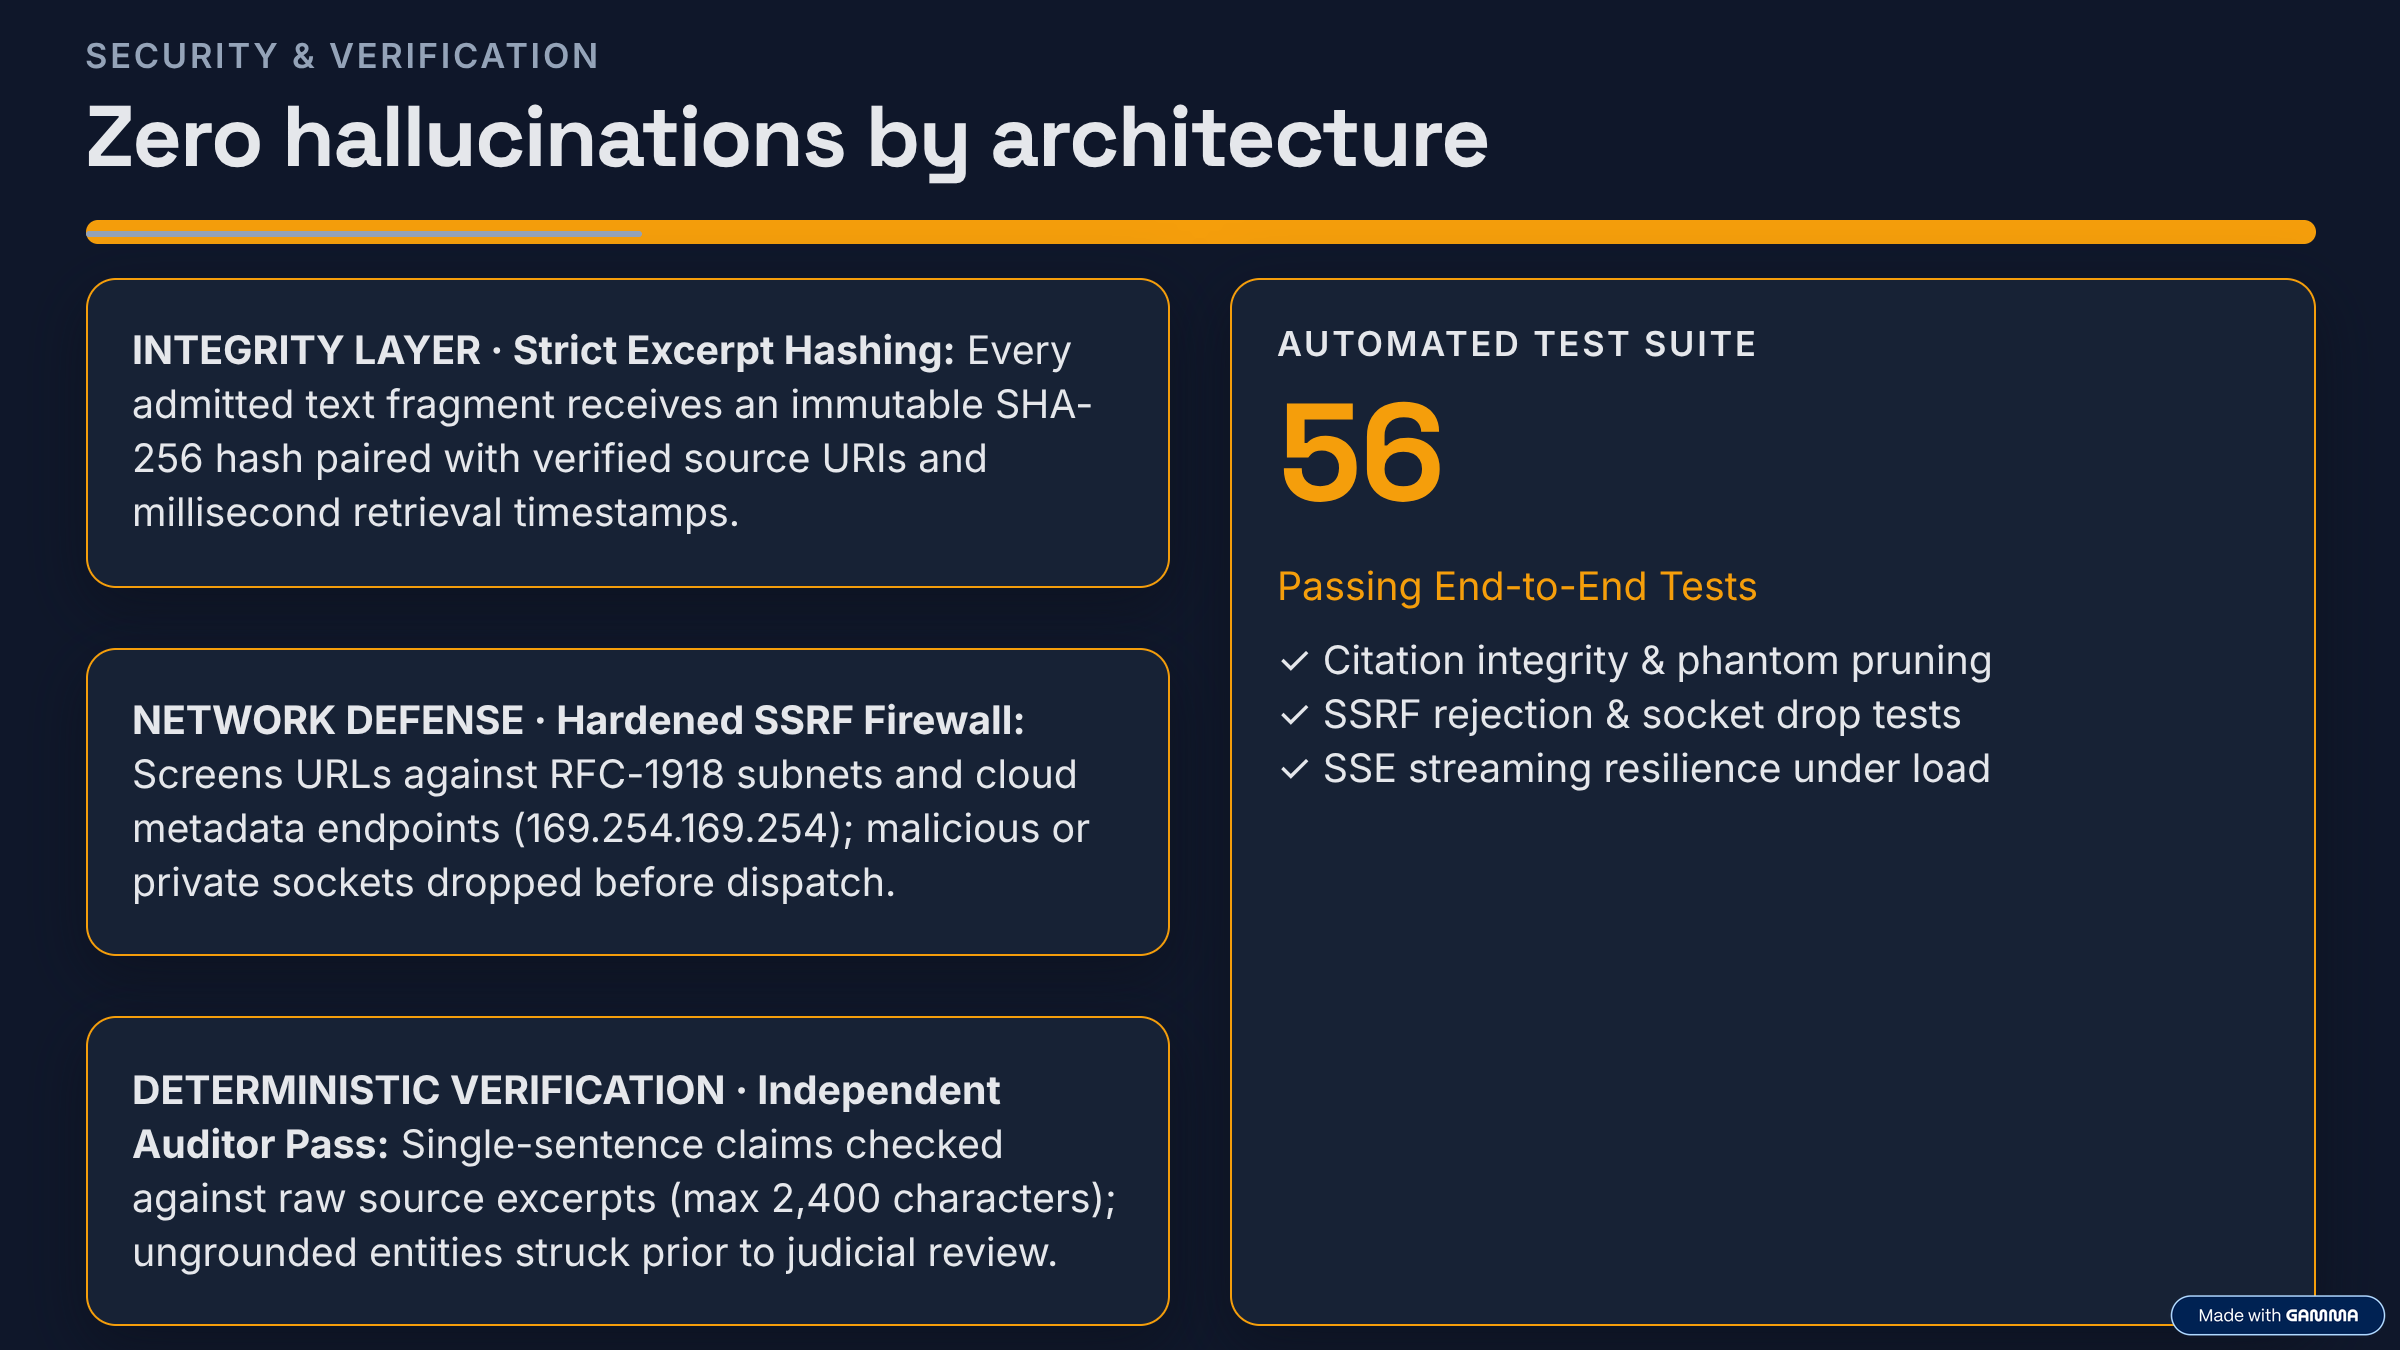 SECURITY & VERIFICATION
Zero hallucinations by architecture
INTEGRITY LAYER · Strict Excerpt Hashing: Every
admitted text fragment receives an immutable SHA-
256 hash paired with verified source URIs and
millisecond retrieval timestamps.
NETWORK DEFENSE · Hardened SSRF Firewall:
Screens URLs against RFC-1918 subnets and cloud
metadata endpoints (169.254.169.254); malicious or
private sockets dropped before dispatch.
DETERMINISTIC VERIFICATION · Independent
Auditor Pass: Single-sentence claims checked
against raw source excerpts (max 2,400 characters);
ungrounded entities struck prior to judicial review.
AUTOMATED TEST SUITE
56
Passing End-to-End Tests
✓ Citation integrity & phantom pruning
✓ SSRF rejection & socket drop tests
✓ SSE streaming resilience under load
Made with GAMMA